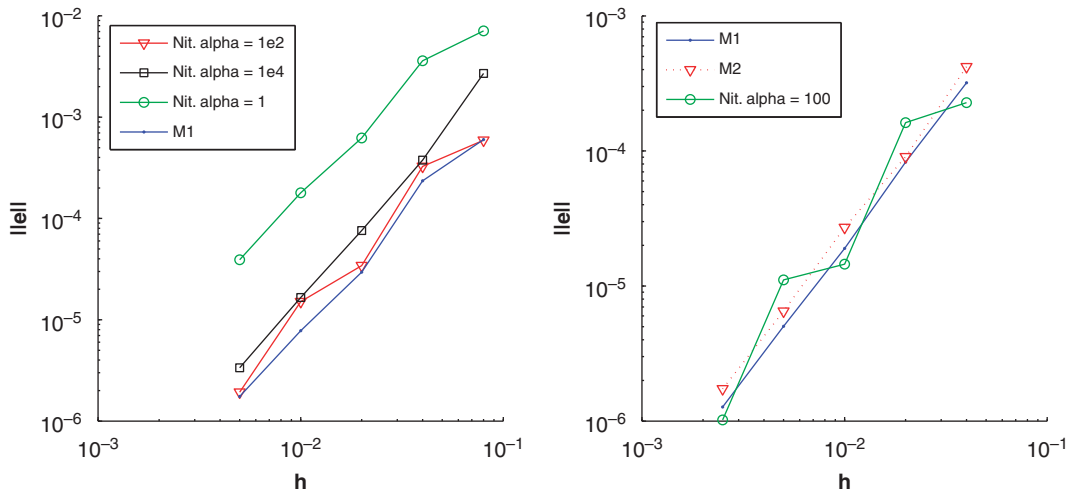 10⁻²
10⁻³
10⁻⁴
10⁻⁵
10⁻⁶
||e||
Nit. alpha = 1e2
Nit. alpha = 1e4
Nit. alpha = 1
M1
10⁻³
10⁻²
10⁻¹
h
10⁻³
10⁻⁴
10⁻⁵
10⁻⁶
||e||
M1
M2
Nit. alpha = 100
10⁻³
10⁻²
10⁻¹
h